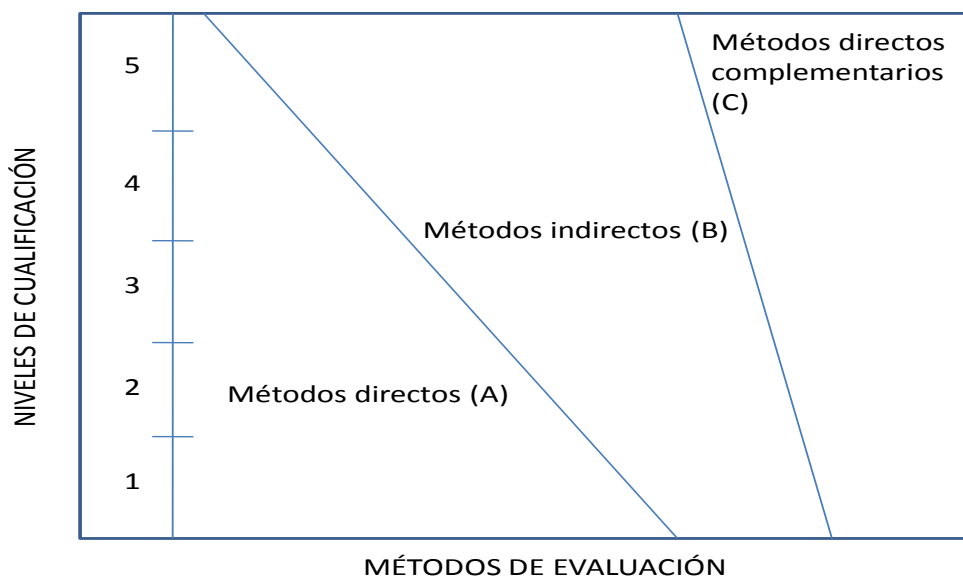 NIVELES DE CUALIFICACIÓN
5
4
3
2
1
Métodos directos
complementarios
(C)
Métodos indirectos (B)
Métodos directos (A)
MÉTODOS DE EVALUACIÓN